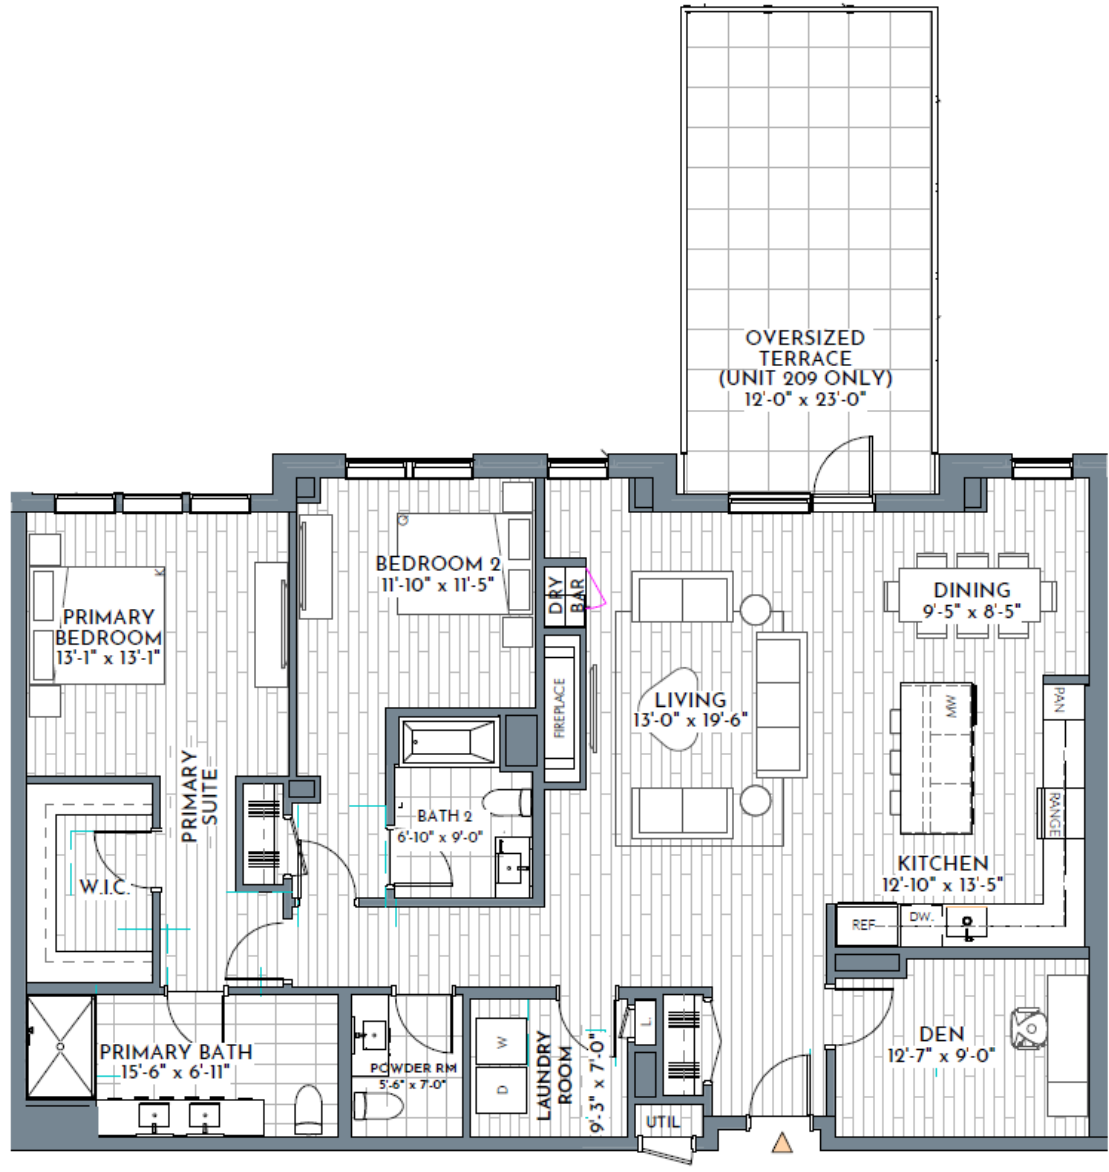 OVERSIZED
TERRACE
(UNIT 209 ONLY)
12'-0" x 23'-0"
BEDROOM 2
11'-10" x 11'-5"
K
Q
PRIMARY
BEDROOM
13'-1" x 13'-1"
DRY
BAR
DINING
9'-5" x 8'-5"
FIREPLACE
LIVING
13'-0" x 19'-6"
MW
PAN
PRIMARY
SUITE
RANGE
BATH 2
6'-10" x 9'-0"
KITCHEN
12'-10" x 13'-5"
W.I.C.
REF
DW.
PRIMARY BATH
15'-6" x 6'-11"
POWDER RM
5'-6" x 7'-0"
W
D
LAUNDRY
ROOM
9'-3" x 7'-0"
L.
UTIL
DEN
12'-7" x 9'-0"